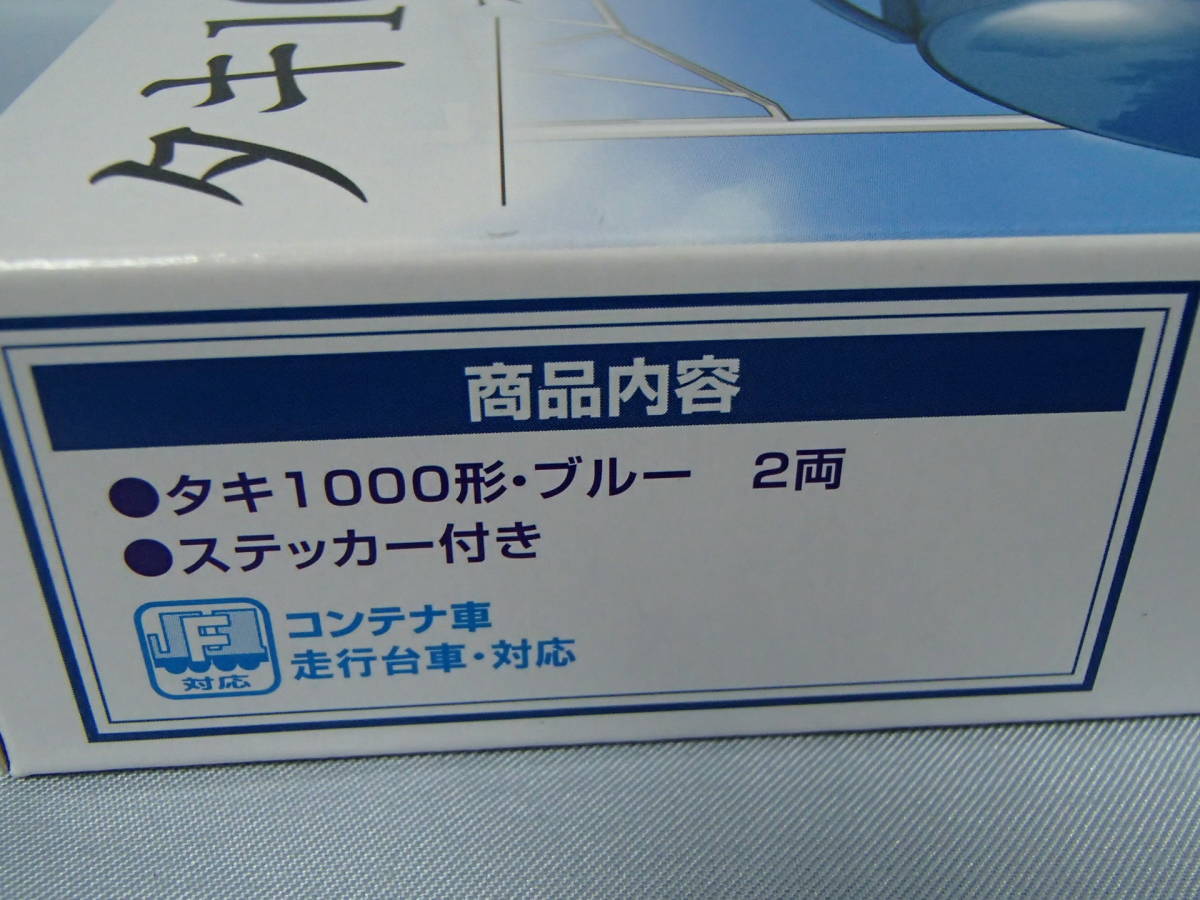 タキ1
商品内容
●タキ1000形・ブルー　2両
●ステッカー付き
コンテナ車
走行台車・対応
対応